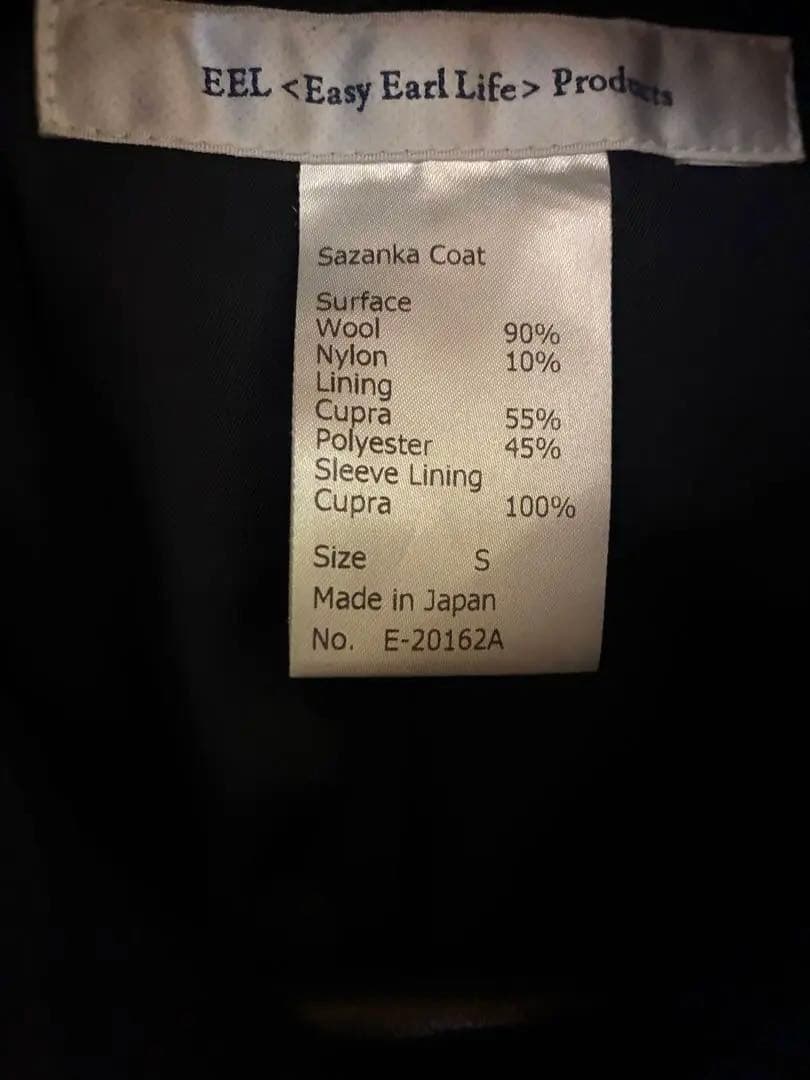 EEL <Easy Earl Life> Products
Sazanka Coat
Surface
Wool 90%
Nylon 10%
Lining
Cupra 55%
Polyester 45%
Sleeve Lining
Cupra 100%
Size S
Made in Japan
No. E-20162A